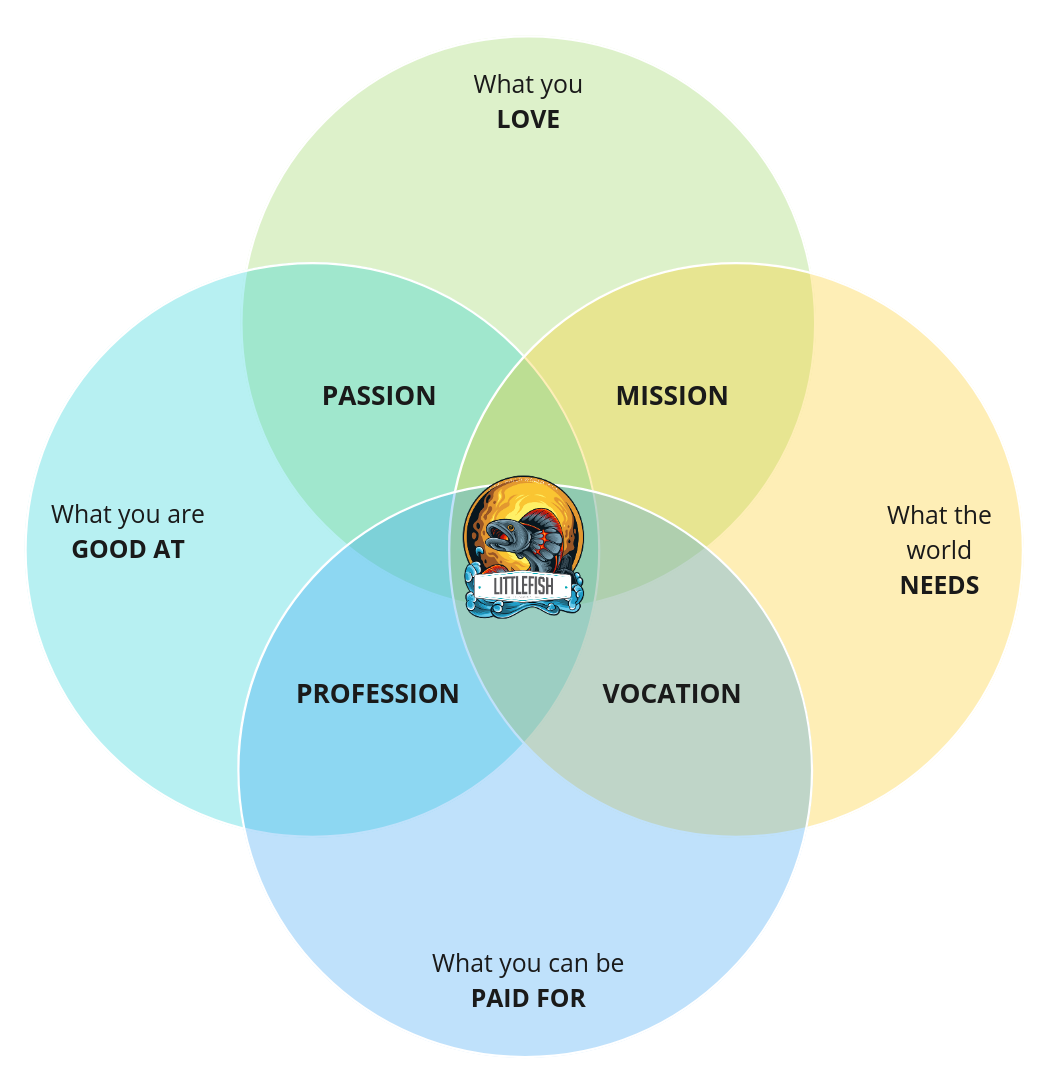 What you
LOVE
PASSION
MISSION
What you are
GOOD AT
What the
world
NEEDS
LITTLEFISH
PROFESSION
VOCATION
What you can be
PAID FOR